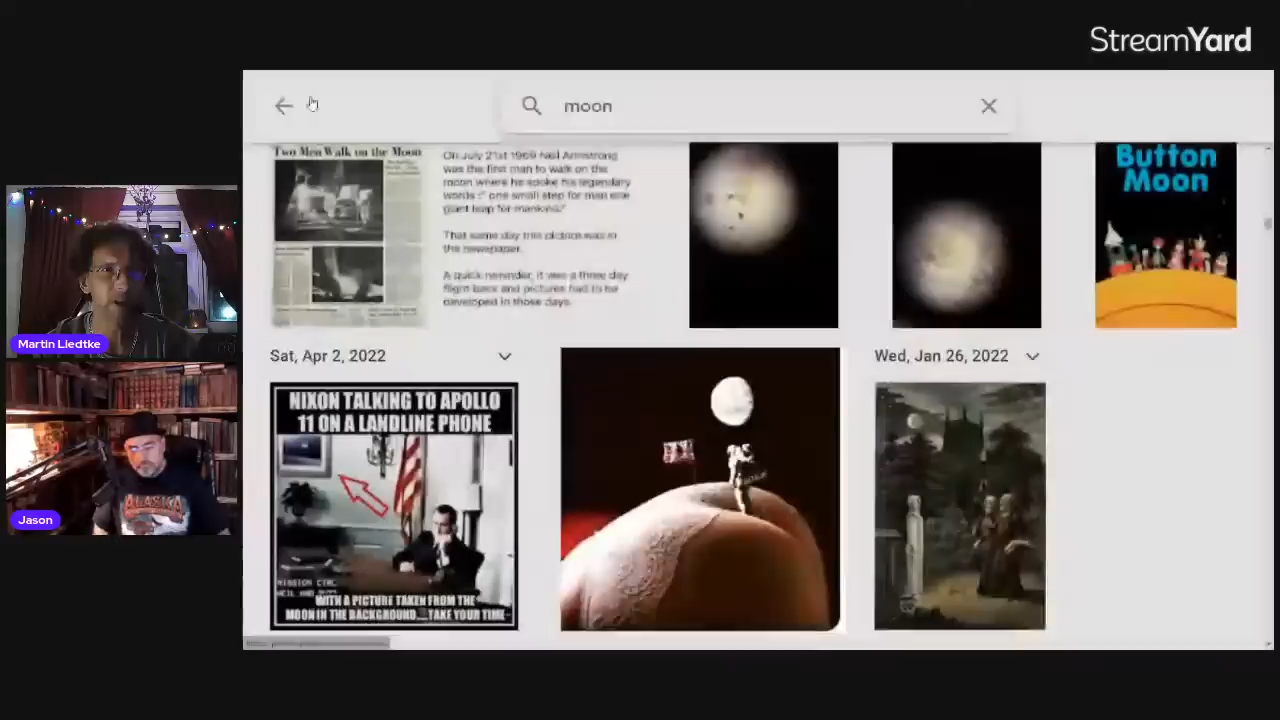 StreamYard
moon
Two Men Walk on the Moon
On July 21st 1969 Neil Armstrong
was the first man to walk on the
moon where he spoke his legendary
words :" one small step for man one
giant leap for mankind."
That same day this picture was in
the newspaper.
A quick reminder, it was a three day
flight back and pictures had to be
developed in those days.
Button
Moon
Martin Liedtke
Sat, Apr 2, 2022
Wed, Jan 26, 2022
NIXON TALKING TO APOLLO
11 ON A LANDLINE PHONE
MISSION CTRL
WITH A PICTURE TAKEN FROM THE
MOON IN THE BACKGROUND....TAKE YOUR TIME
ALASKA
Jason